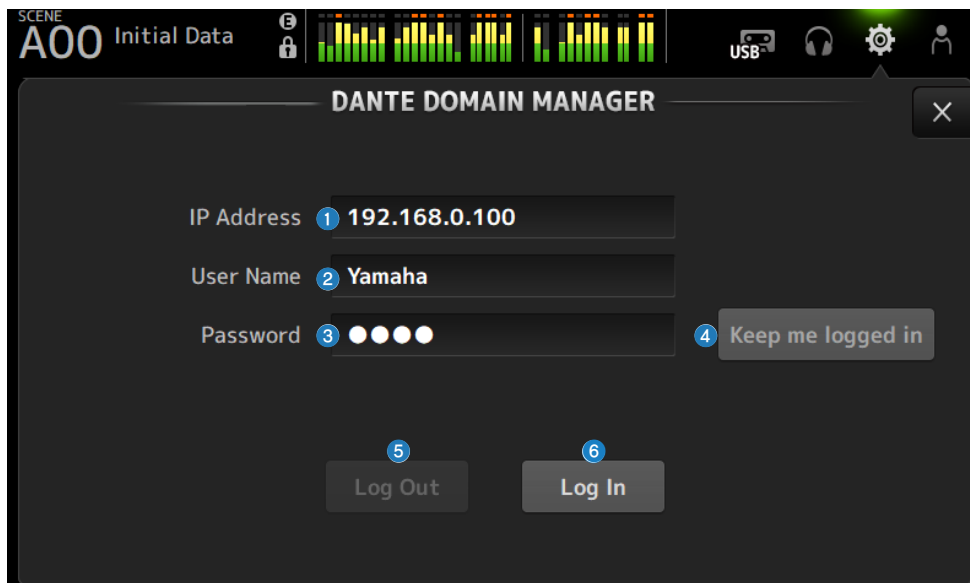 SCENE
A00 Initial Data
E
USB
DANTE DOMAIN MANAGER
IP Address 1 192.168.0.100
User Name 2 Yamaha
Password 3 ●●●●
4 Keep me logged in
5 6
Log Out Log In